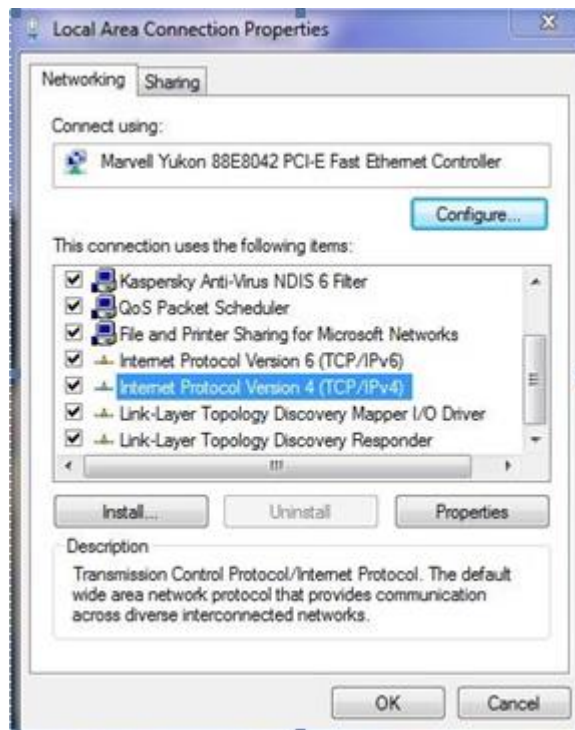 Local Area Connection Properties
Networking
Sharing
Connect using:
Marvell Yukon 88E8042 PCI-E Fast Ethernet Controller
Configure...
This connection uses the following items:
Kaspersky Anti-Virus NDIS 6 Filter
QoS Packet Scheduler
File and Printer Sharing for Microsoft Networks
Internet Protocol Version 6 (TCP/IPv6)
Internet Protocol Version 4 (TCP/IPv4)
Link-Layer Topology Discovery Mapper I/O Driver
Link-Layer Topology Discovery Responder
Install...
Uninstall
Properties
Description
Transmission Control Protocol/Internet Protocol. The default
wide area network protocol that provides communication
across diverse interconnected networks.
OK
Cancel